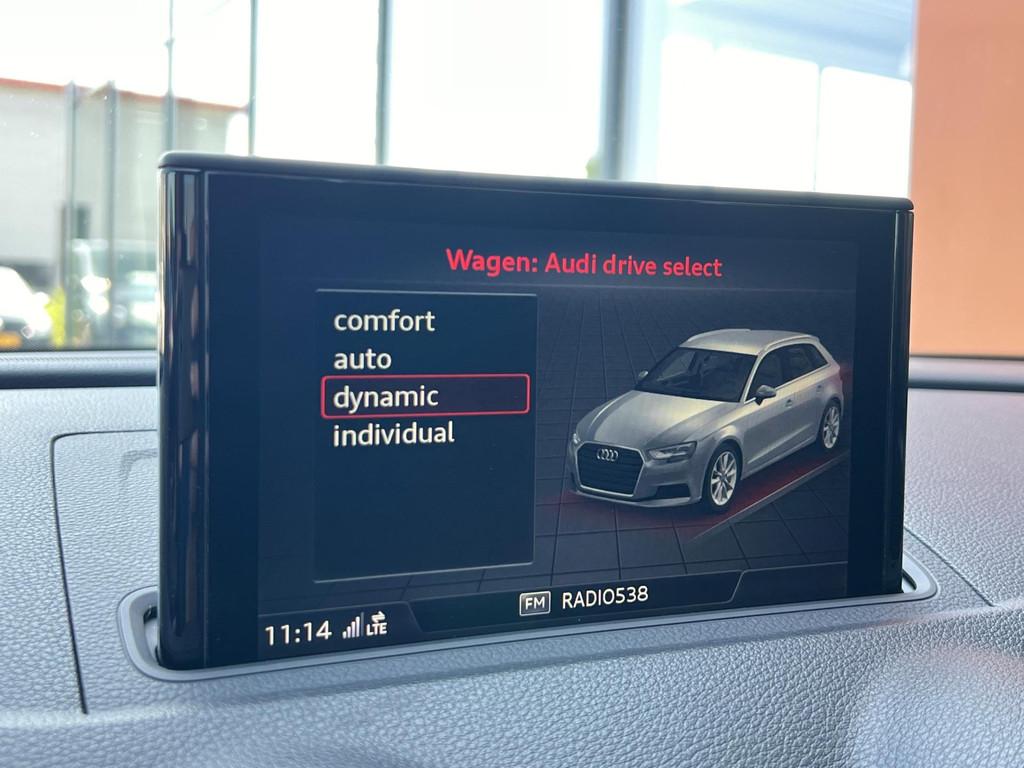 Wagen: Audi drive select
comfort
auto
dynamic
individual
FM RADIO538
11:14 LTE